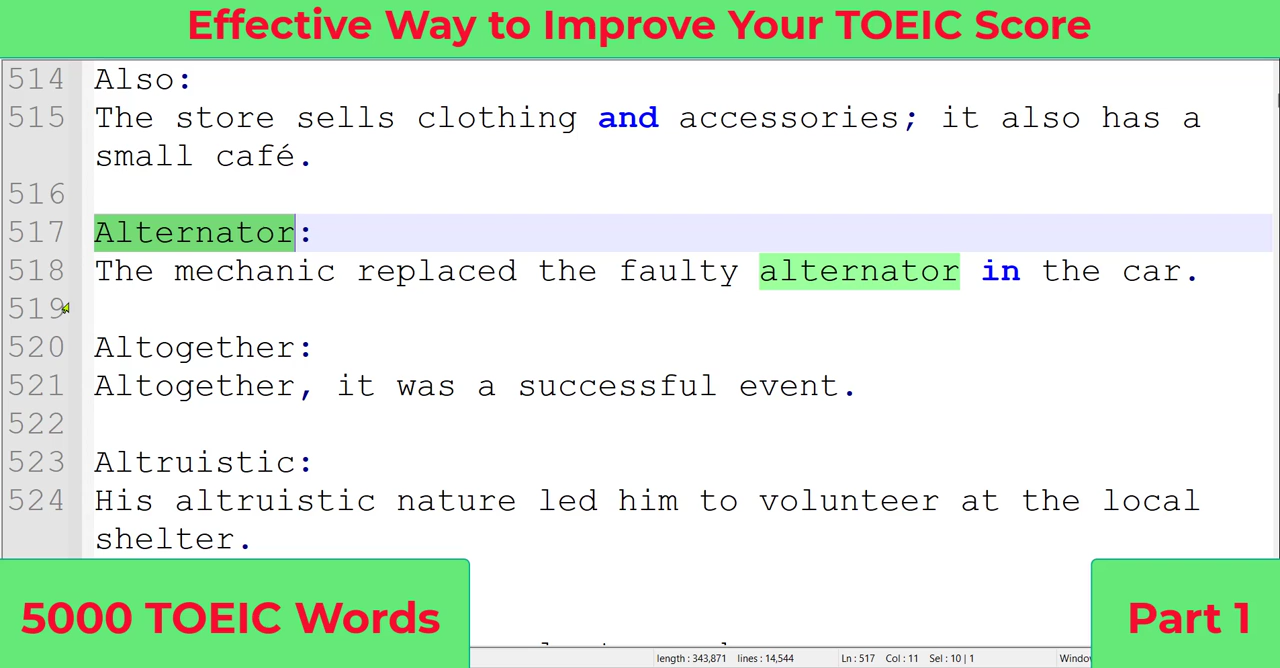 Effective Way to Improve Your TOEIC Score
514 Also:
515 The store sells clothing and accessories; it also has a
small café.
516
517 Alternator:
518 The mechanic replaced the faulty alternator in the car.
519
520 Altogether:
521 Altogether, it was a successful event.
522
523 Altruistic:
524 His altruistic nature led him to volunteer at the local
shelter.
5000 TOEIC Words
Part 1
length : 343,871 lines : 14,544 Ln : 517 Col : 11 Sel : 10 | 1